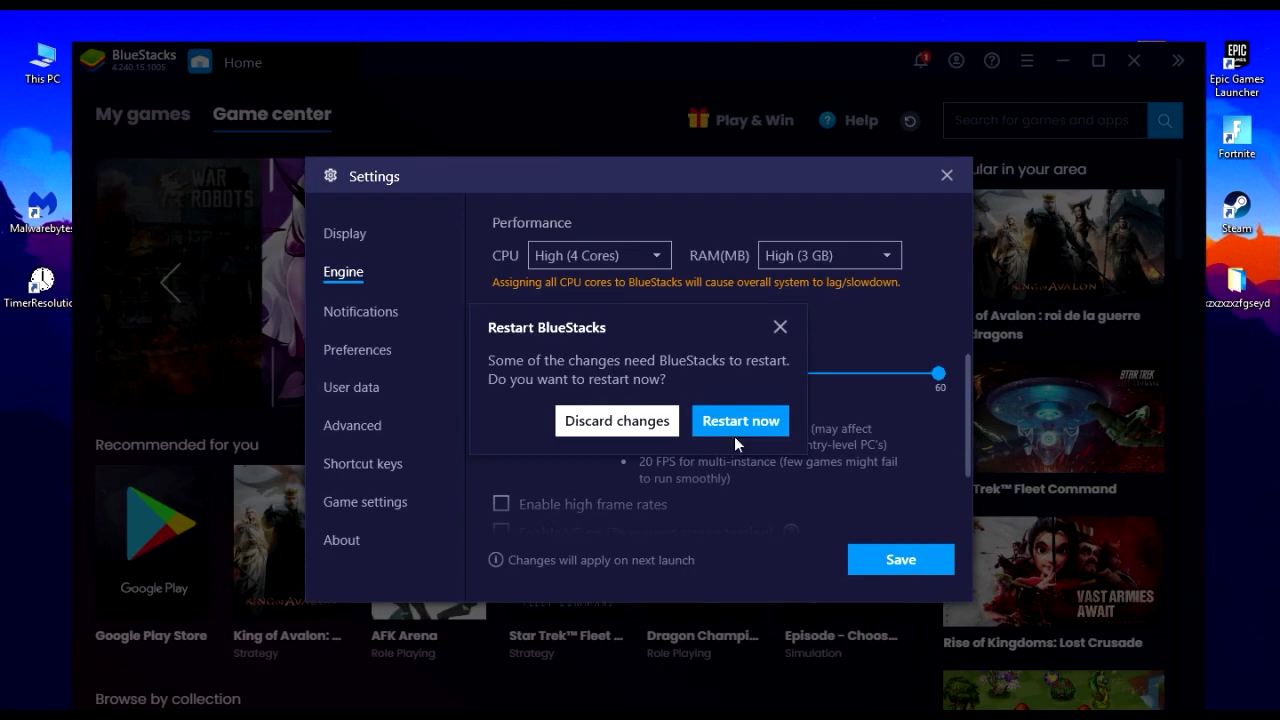 This PC
Malwarebytes
TimerResolutio
BlueStacks
4.240.15.1005
Home
1
My games
Game center
Play & Win
Help
Search for games and apps
WAR
ROBOTS
Settings
Display
Engine
Notifications
Preferences
User data
Advanced
Shortcut keys
Game settings
About
Performance
CPU
High (4 Cores)
RAM(MB)
High (3 GB)
Assigning all CPU cores to BlueStacks will cause overall system to lag/slowdown.
Restart BlueStacks
Some of the changes need BlueStacks to restart.
Do you want to restart now?
Discard changes
Restart now
60
(may affect
ntry-level PC's)
• 20 FPS for multi-instance (few games might fail
to run smoothly)
Enable high frame rates
Changes will apply on next launch
Save
Recommended for you
Google Play
Google Play Store
King of Avalon: ...
Strategy
AFK Arena
Role Playing
Star Trek™ Fleet ...
Strategy
Dragon Champi...
Role Playing
Episode - Choos...
Simulation
Browse by collection
ular in your area
of Avalon : roi de la guerre
dragons
STAR TREK
Trek™ Fleet Command
VAST ARMIES
AWAIT
Rise of Kingdoms: Lost Crusade
EPIC
GAMES
Epic Games
Launcher
Fortnite
Steam
xzxzxxzfgseyd